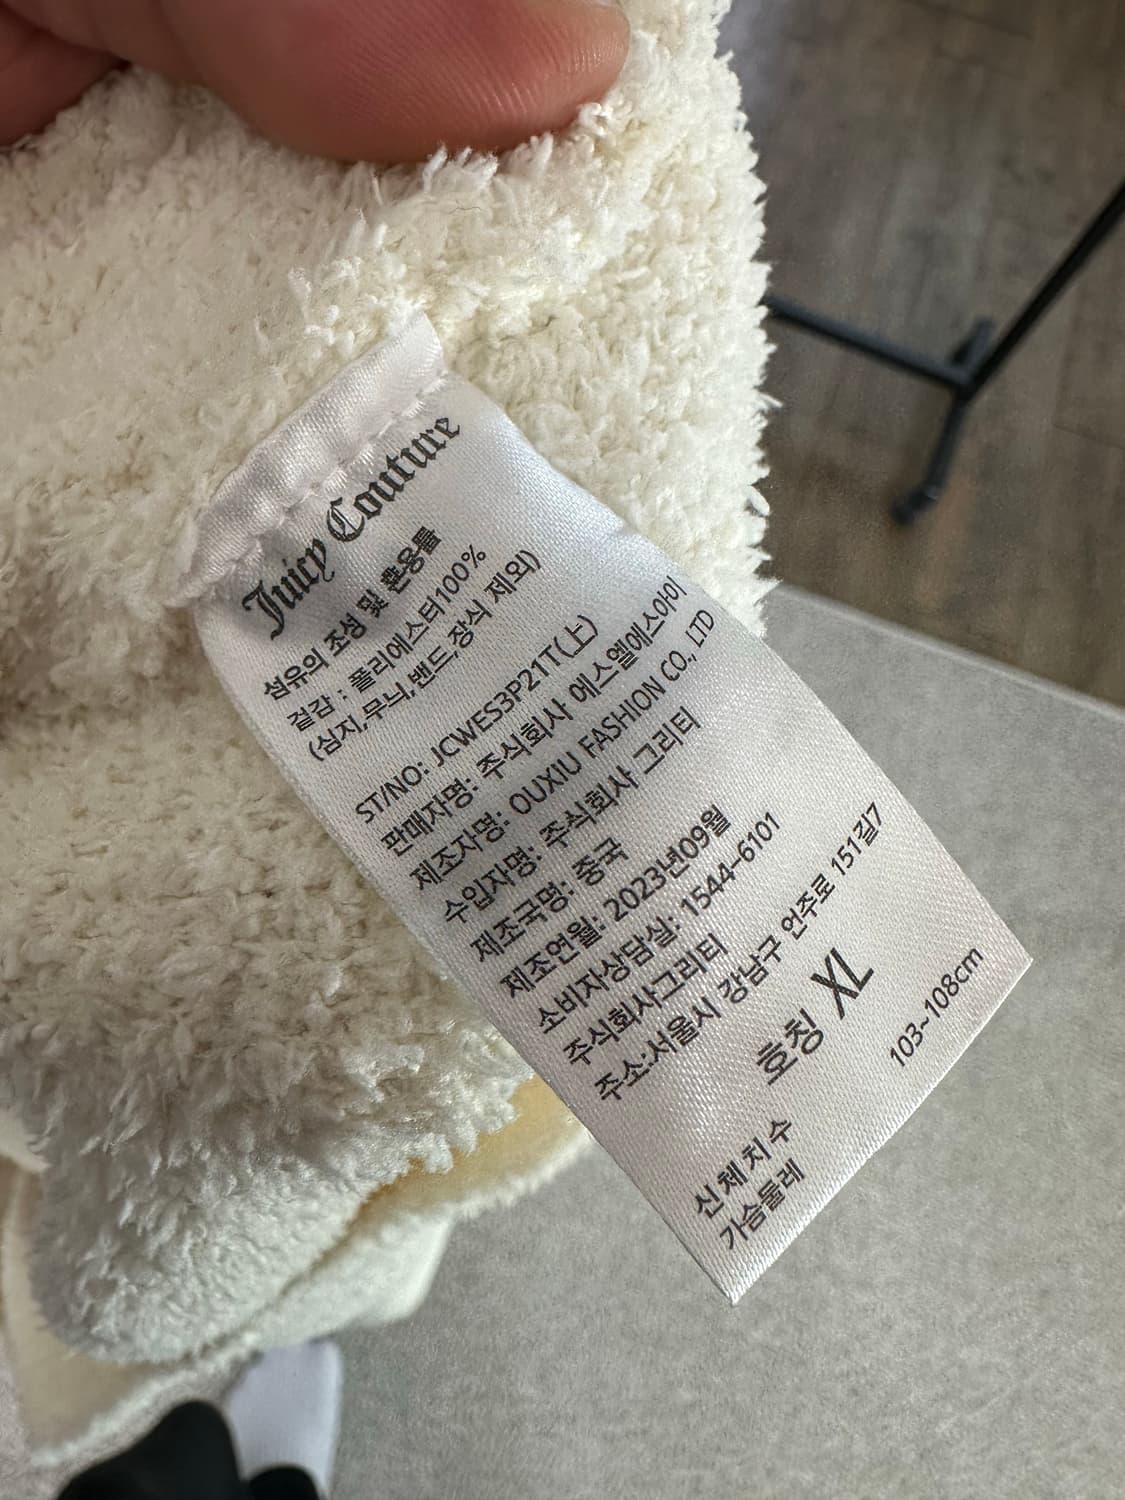 Juicy Couture
섬유의 조성 및 혼용률
겉감 : 폴리에스터100%
(심지,무늬,밴드,장식 제외)
ST/NO: JCWES3P21T(上)
판매자명: 주식회사 에스엘에스아이
제조자명: OUXIU FASHION CO., LTD
수입자명: 주식회사 그리티
제조국명: 중국
제조연월: 2023년09월
소비자상담실: 1544-6101
주식회사그리티
주소:서울시 강남구 언주로 151길7
호칭 XL
신체치수
가슴둘레 103~108cm